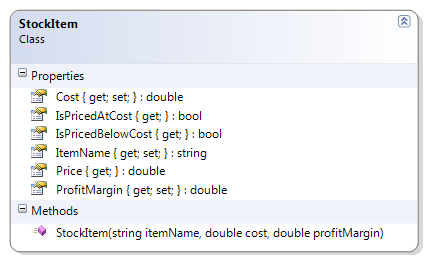 StockItem
Class
Properties
Cost { get; set; } : double
IsPricedAtCost { get; } : bool
IsPricedBelowCost { get; } : bool
ItemName { get; set; } : string
Price { get; } : double
ProfitMargin { get; set; } : double
Methods
StockItem(string itemName, double cost, double profitMargin)